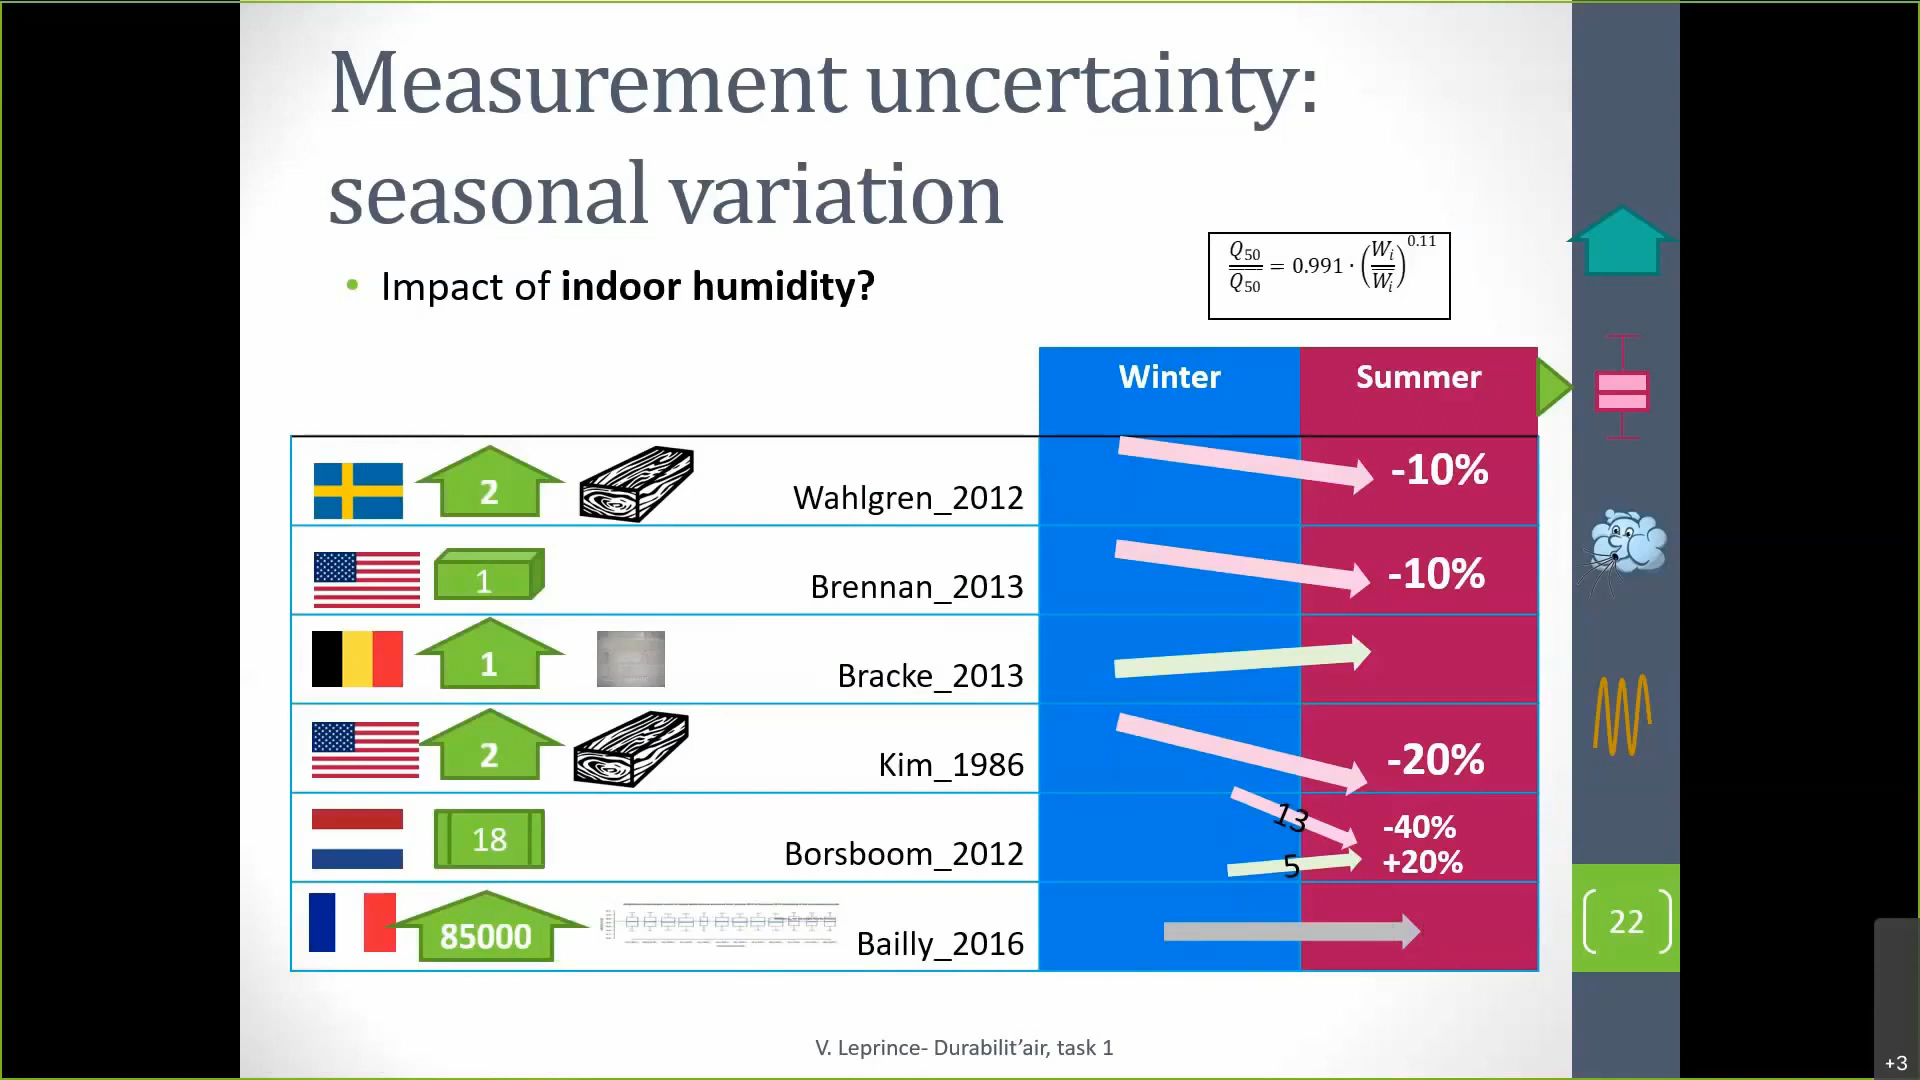 Measurement uncertainty:
seasonal variation
• Impact of indoor humidity?
Q50/Q50 = 0.991 · (Wi/Wi)^0.11
Winter Summer
2 Wahlgren_2012 -10%
1 Brennan_2013 -10%
1 Bracke_2013
2 Kim_1986 -20%
18 Borsboom_2012 13 -40%
5 +20%
85000 Bailly_2016
22
V. Leprince- Durabilit’air, task 1
+3